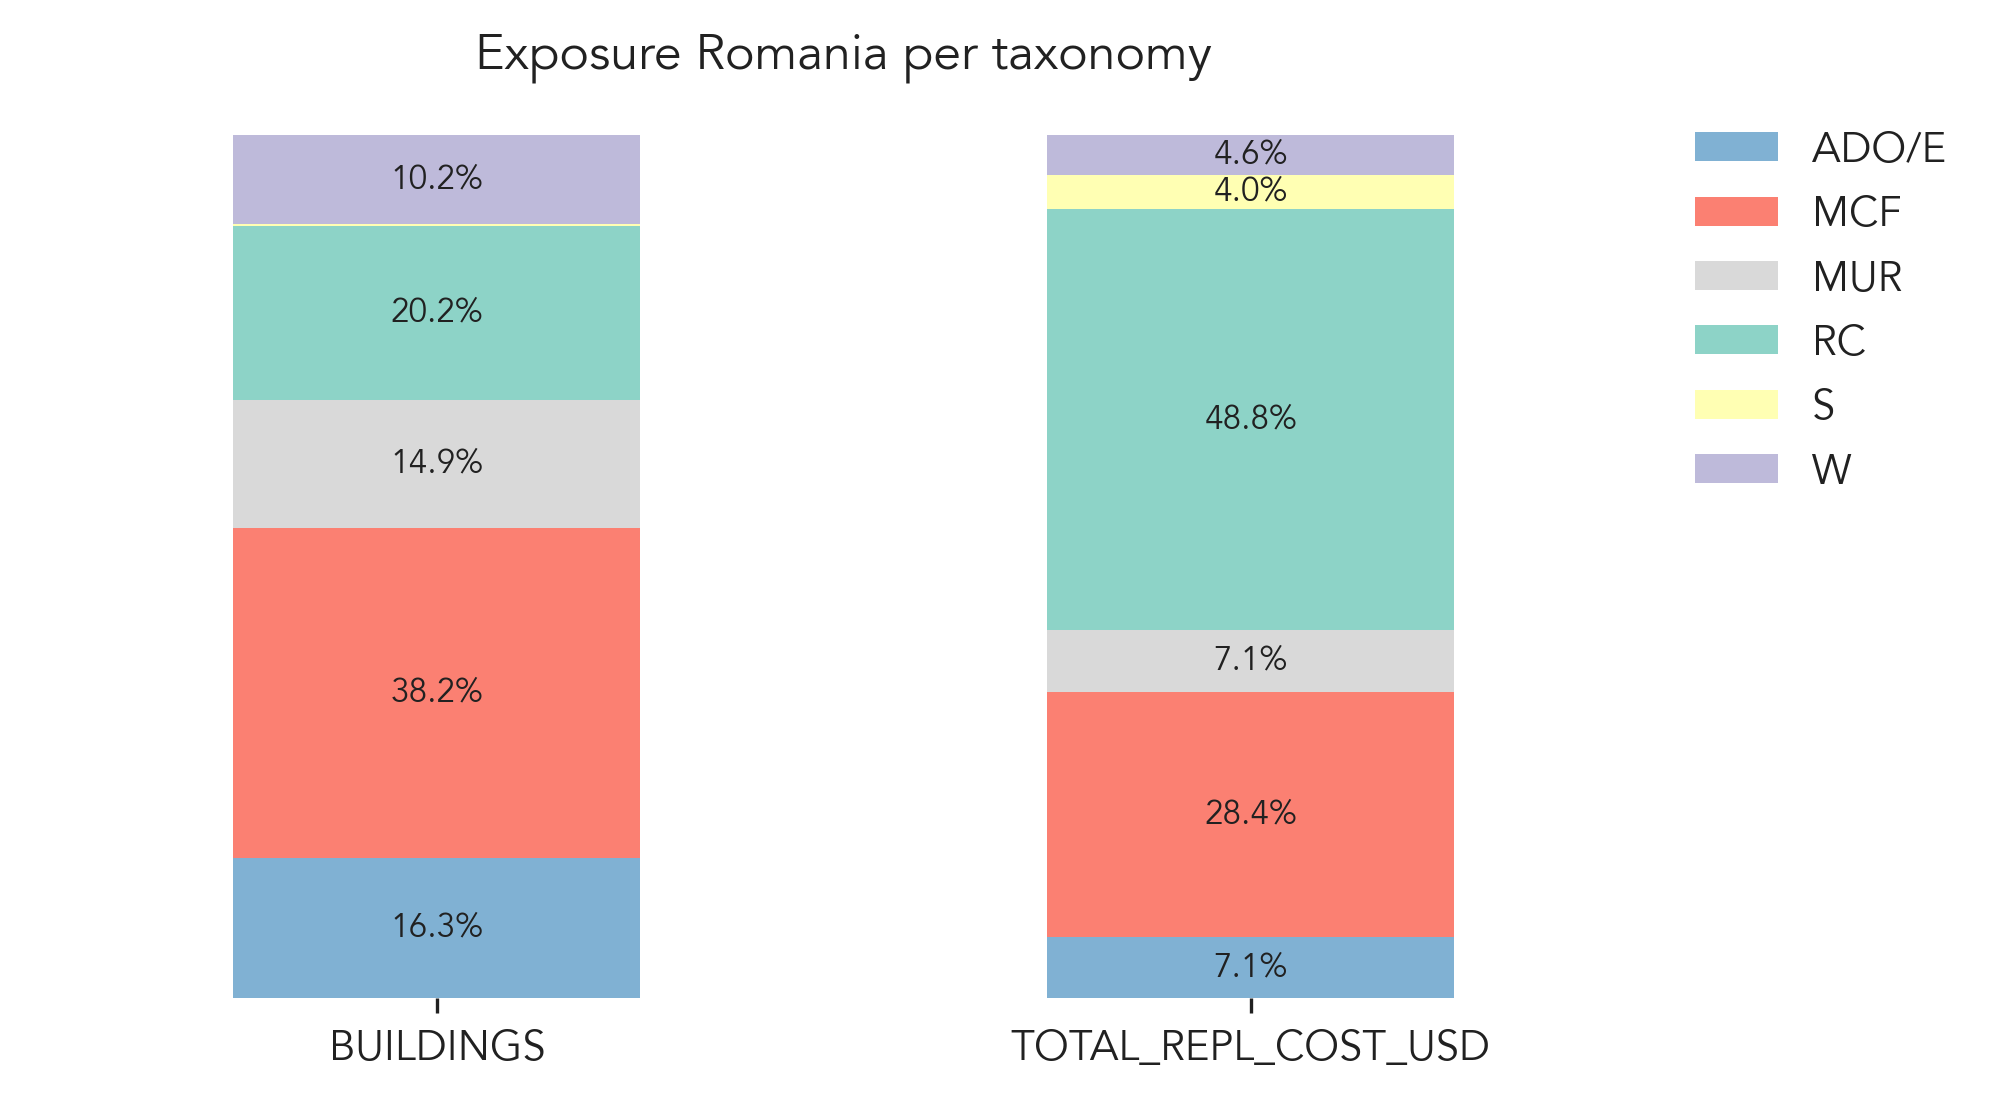 Exposure Romania per taxonomy
10.2%
20.2%
14.9%
38.2%
16.3%
BUILDINGS
4.6%
4.0%
48.8%
7.1%
28.4%
7.1%
TOTAL_REPL_COST_USD
ADO/E
MCF
MUR
RC
S
W